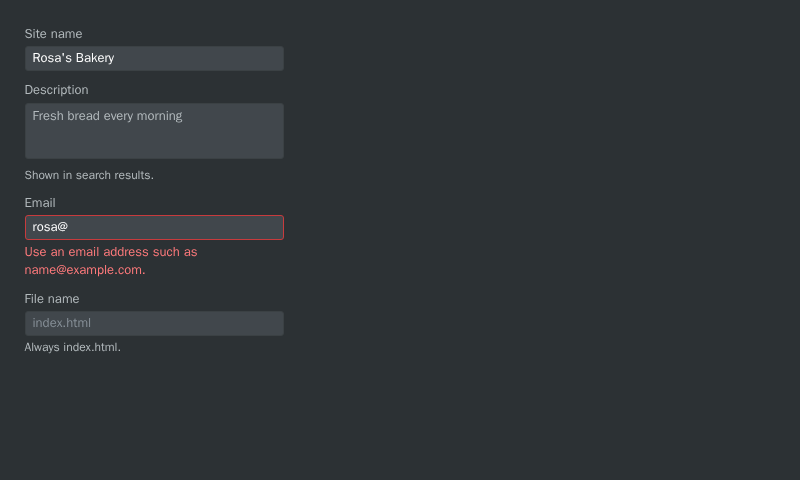 Site name
Rosa's Bakery
Description
Fresh bread every morning
Shown in search results.
Email
rosa@
Use an email address such as
name@example.com.
File name
index.html
Always index.html.